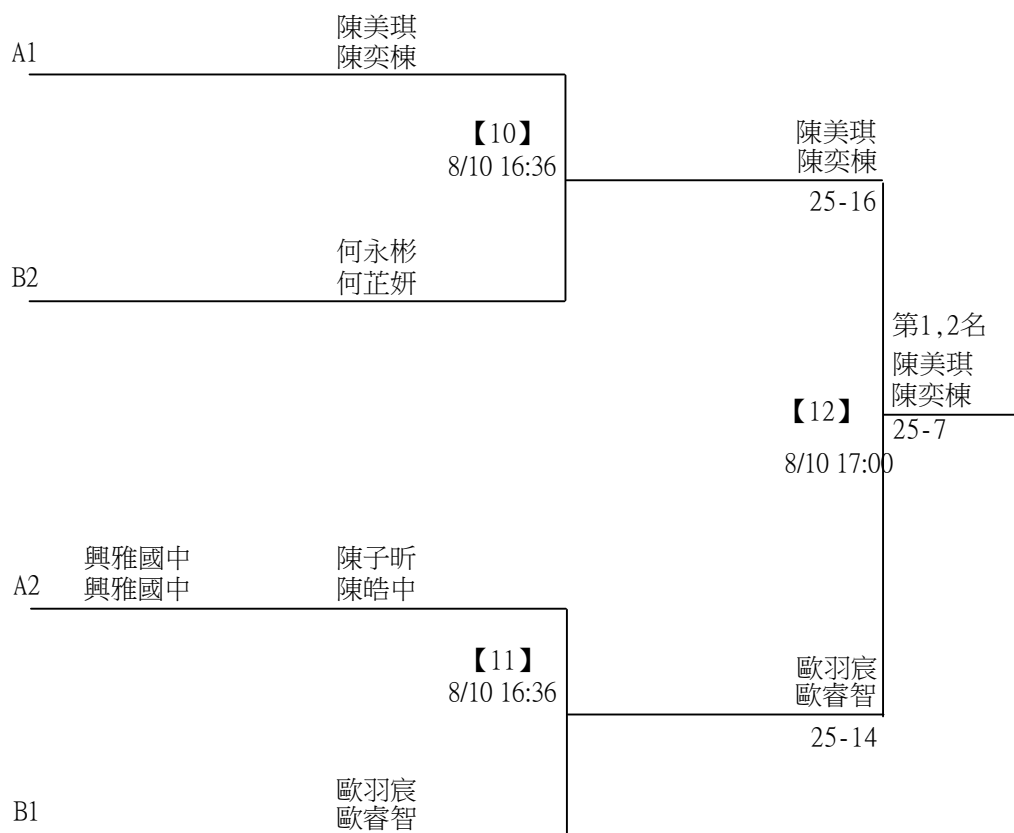 陳美琪
A1 陳奕棟
【10】 陳美琪
8/10 16:36 陳奕棟
25-16
何永彬
B2 何芷妍
第1,2名
陳美琪
【12】 陳奕棟
25-7
8/10 17:00
興雅國中 陳子昕
A2 興雅國中 陳皓中
【11】 歐羽宸
8/10 16:36 歐睿智
25-14
歐羽宸
B1 歐睿智